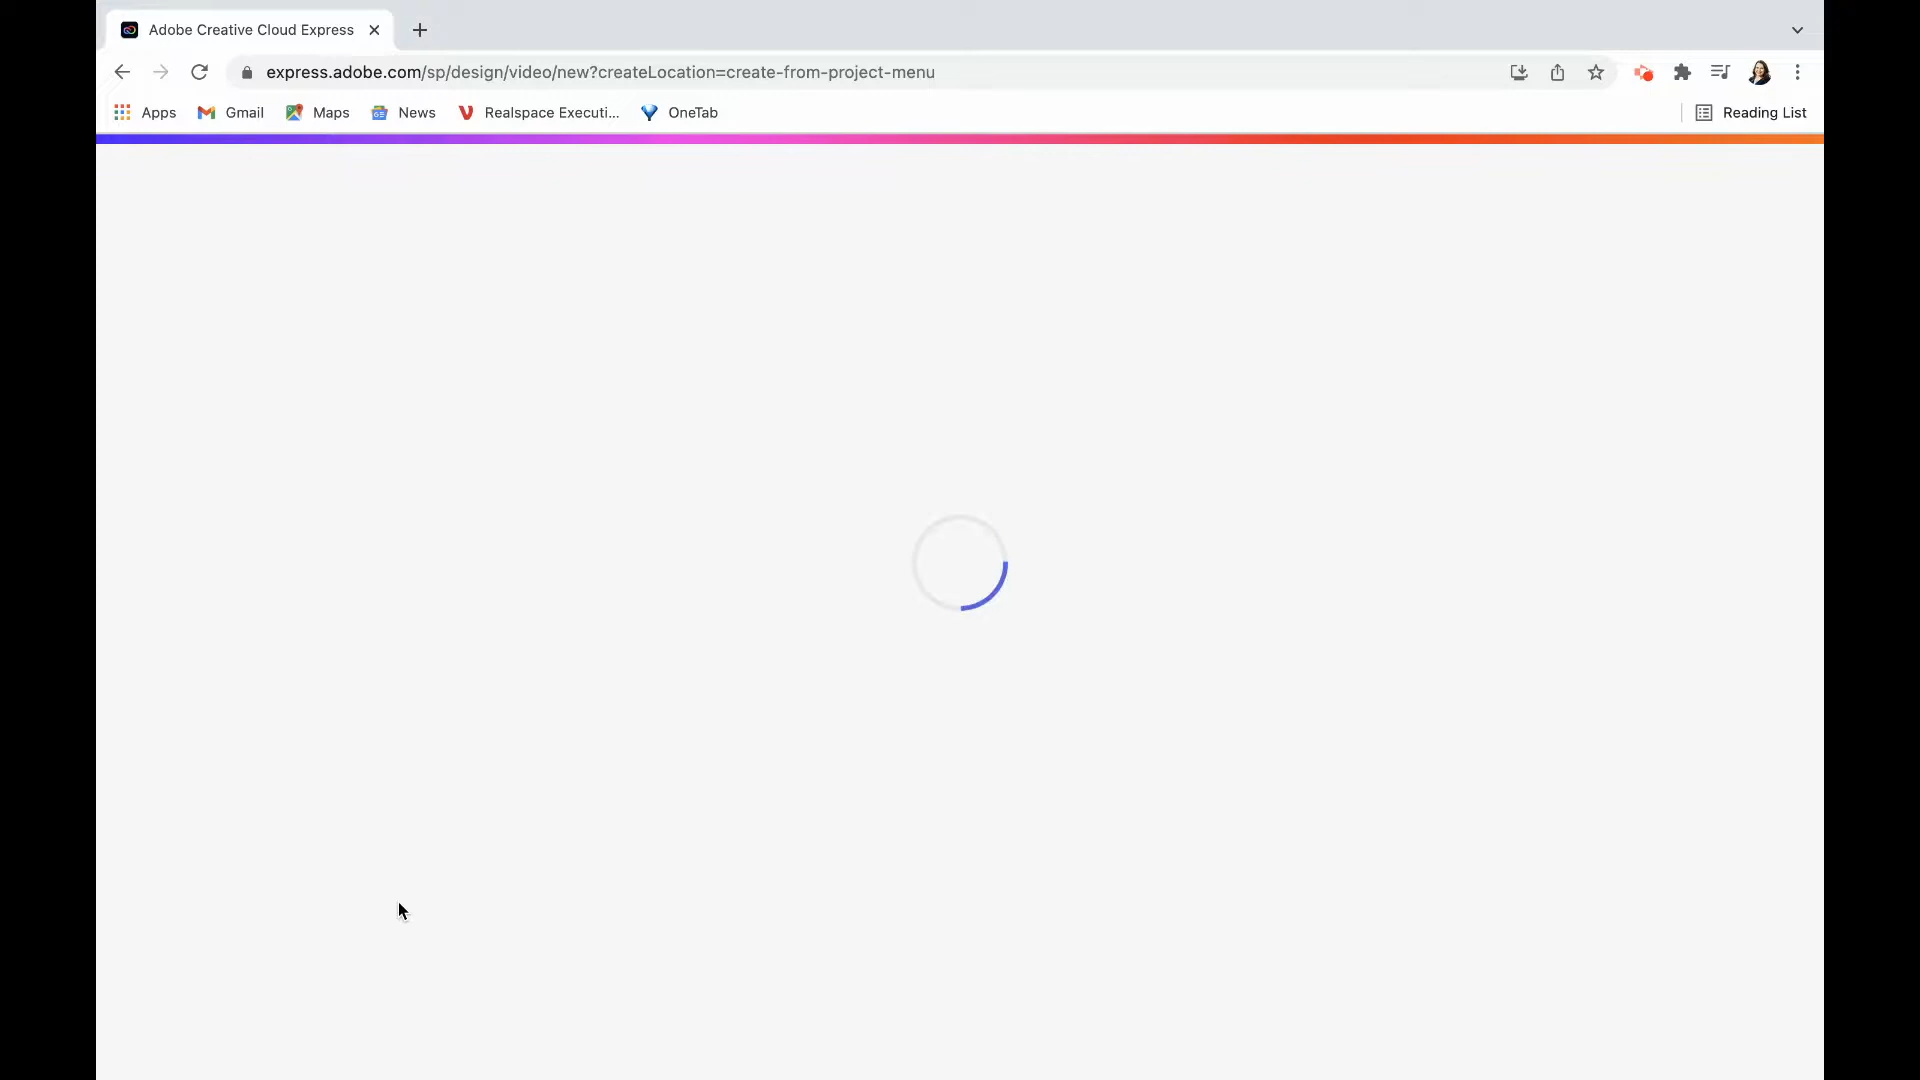 Adobe Creative Cloud Express
express.adobe.com/sp/design/video/new?createLocation=create-from-project-menu
Apps Gmail Maps News Realspace Executi... OneTab Reading List